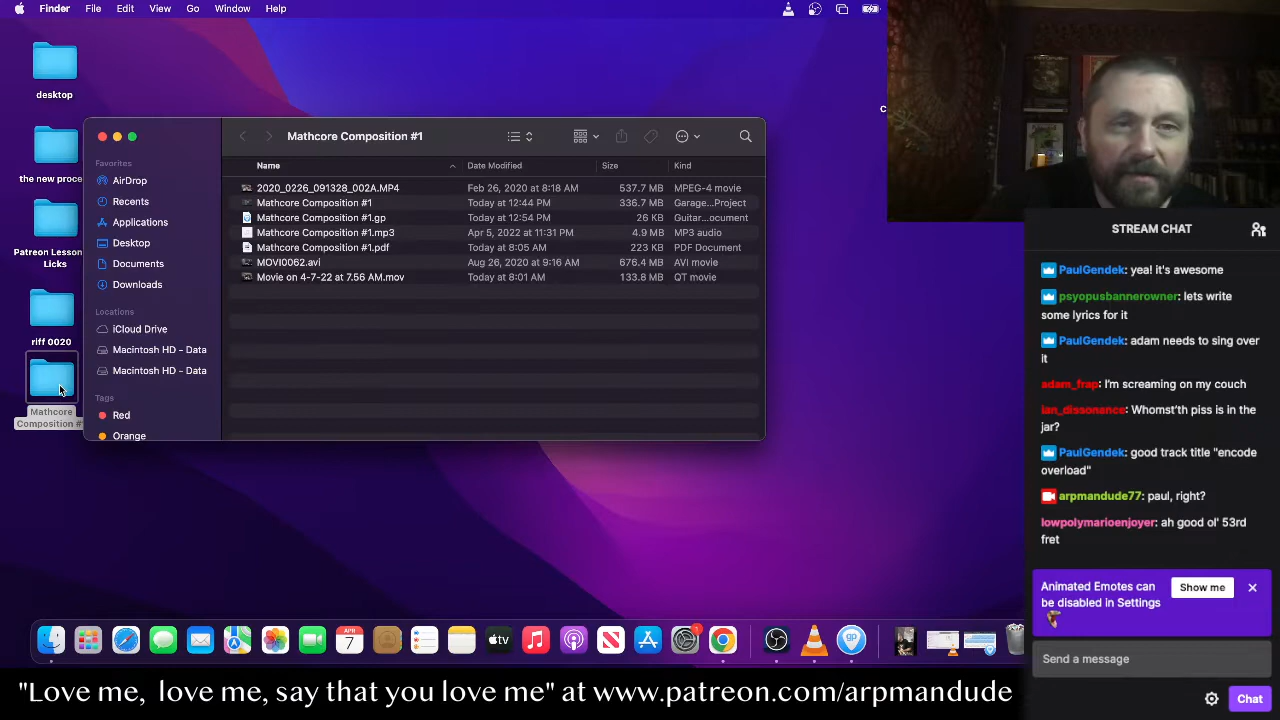 Finder File Edit View Go Window Help
desktop
the new proce
Patreon Lesson
Licks
riff 0020
Mathcore
Composition #
Mathcore Composition #1
Favorites
AirDrop
Recents
Applications
Desktop
Documents
Downloads
Locations
iCloud Drive
Macintosh HD - Data
Macintosh HD - Data
Tags
Red
Orange
Name Date Modified Size Kind
2020_0226_091328_002A.MP4 Feb 26, 2020 at 8:18 AM 537.7 MB MPEG-4 movie
Mathcore Composition #1 Today at 12:44 PM 336.7 MB Garage...Project
Mathcore Composition #1.gp Today at 12:54 PM 26 KB Guitar...ocument
Mathcore Composition #1.mp3 Apr 5, 2022 at 11:31 PM 4.9 MB MP3 audio
Mathcore Composition #1.pdf Today at 8:05 AM 223 KB PDF Document
MOVI0062.avi Aug 26, 2020 at 9:16 AM 676.4 MB AVI movie
Movie on 4-7-22 at 7.56 AM.mov Today at 8:01 AM 133.8 MB QT movie
STREAM CHAT
PaulGendek: yea! it's awesome
psyopusbannerowner: lets write
some lyrics for it
PaulGendek: adam needs to sing over
it
adam_frap: I'm screaming on my couch
ian_dissonance: Whomst'th piss is in the
jar?
PaulGendek: good track title "encode
overload"
arpmandude77: paul, right?
lowpolymarioenjoyer: ah good ol' 53rd
fret
Animated Emotes can
be disabled in Settings
Show me
Send a message
Chat
APR
7
tv
1
gp
"Love me, love me, say that you love me" at www.patreon.com/arpmandude